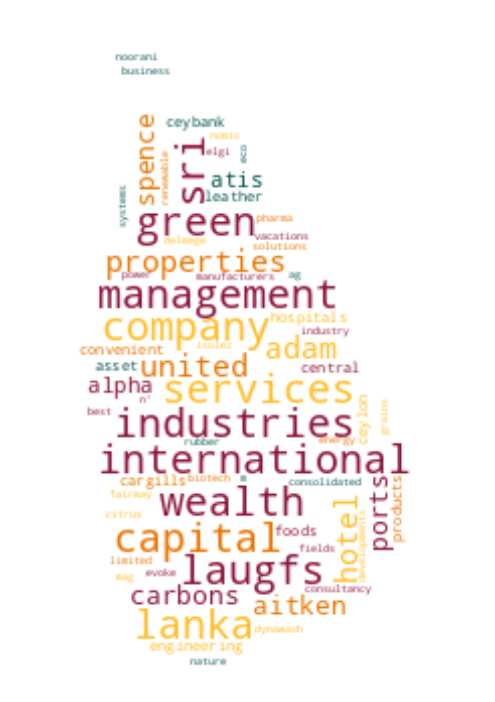 noorani
business
ceybank
nomic
spence
renewable
sri
elgi
eco
atis
systems
leather
green
pharma
vacations
delmege
solutions
properties
power
manufacturers
ag
management
company
hospitals
industry
isolez
convenient
adam
asset
united
central
alpha
services
n'
best
industries
ceylon
grains
rubber
energy
international
cargills
biotech
m
consolidated
fairway
wealth
ports
products
citrus
hotel
developments
capital
foods
fields
limited
laugfs
mag
evoke
consultancy
carbons
aitken
lanka
dynamash
engineering
nature